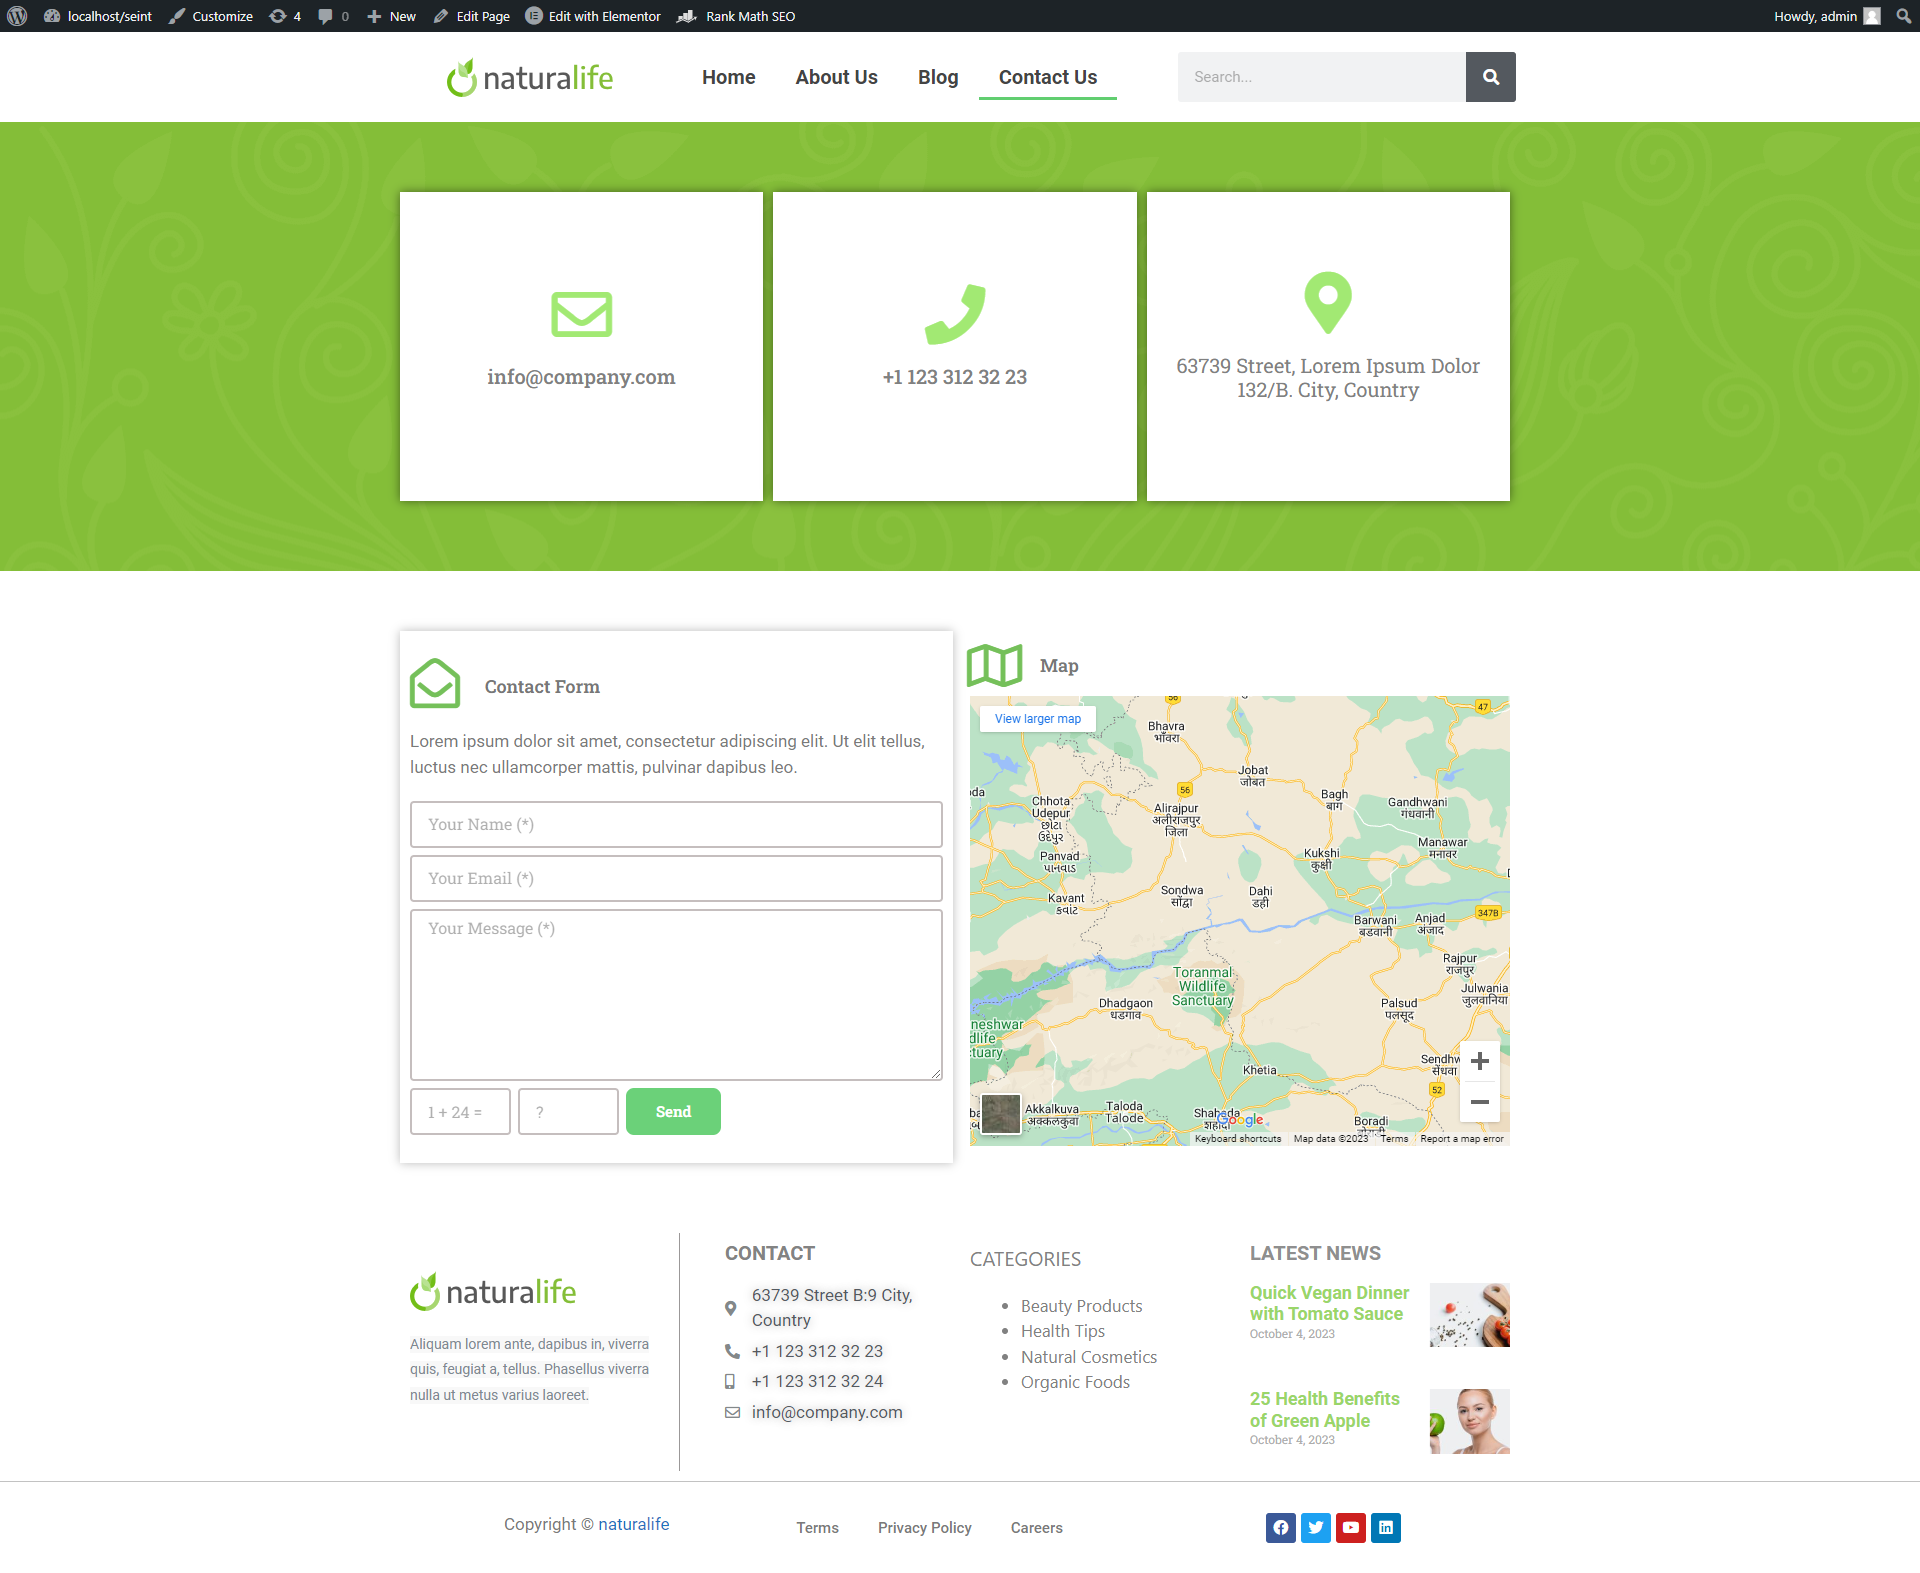 localhost/seint Customize 4 0 New Edit Page Edit with Elementor Rank Math SEO Howdy, admin
naturalife Home About Us Blog Contact Us Search...
info@company.com
+1 123 312 32 23
63739 Street, Lorem Ipsum Dolor
132/B. City, Country
Contact Form
Lorem ipsum dolor sit amet, consectetur adipiscing elit. Ut elit tellus,
luctus nec ullamcorper mattis, pulvinar dapibus leo.
Your Name (*)
Your Email (*)
Your Message (*)
1 + 24 = ? Send
Map
View larger map
56
47
Bhavra
भाँवरा
Jobat
जोबत
56
Chhota
Udepur
છોટા
ઉદેપુર
Alirajpur
अलीराजपुर
जिला
Bagh
बाग
Gandhwani
गंधवानी
Panvad
પાનવાડ
Kukshi
कुक्षी
Manawar
मनावर
Kavant
કવાંટ
Sondwa
सोंद्वा
Dahi
डही
Barwani
बडवानी
Anjad
अंजाद
347B
Rajpur
राजपुर
Toranmal
Wildlife
Sanctuary
Julwania
जुलवानिया
Dhadgaon
धडगाव
Palsud
पलसूद
neshwar
dlife
tuary
Khetia
Sendhw
सेंधवा
52
Akkalkuva
अक्कलकुवा
Taloda
Talode
Shahada
शहादा
Google
Boradi
Keyboard shortcuts Map data ©2023 Terms Report a map error
naturalife
Aliquam lorem ante, dapibus in, viverra
quis, feugiat a, tellus. Phasellus viverra
nulla ut metus varius laoreet.
CONTACT
63739 Street B:9 City,
Country
+1 123 312 32 23
+1 123 312 32 24
info@company.com
CATEGORIES
Beauty Products
Health Tips
Natural Cosmetics
Organic Foods
LATEST NEWS
Quick Vegan Dinner
with Tomato Sauce
October 4, 2023
25 Health Benefits
of Green Apple
October 4, 2023
Copyright © naturalife Terms Privacy Policy Careers